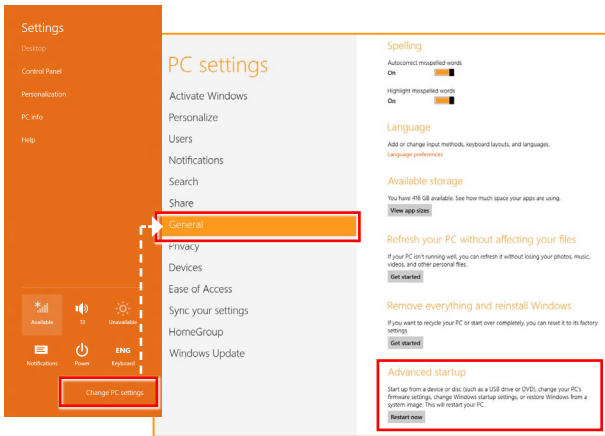 Settings
Desktop
Control Panel
Personalization
PC info
Help
Available
13
Unavailable
Notifications
Power
ENG
Keyboard
Change PC settings
PC settings
Activate Windows
Personalize
Users
Notifications
Search
Share
General
Privacy
Devices
Ease of Access
Sync your settings
HomeGroup
Windows Update
Spelling
Autocorrect misspelled words
On
Highlight misspelled words
On
Language
Add or change input methods, keyboard layouts, and languages.
Language preferences
Available storage
You have 416 GB available. See how much space your apps are using.
View app sizes
Refresh your PC without affecting your files
If your PC isn't running well, you can refresh it without losing your photos, music,
videos, and other personal files.
Get started
Remove everything and reinstall Windows
If you want to recycle your PC or start over completely, you can reset it to its factory
settings.
Get started
Advanced startup
Start up from a device or disc (such as a USB drive or DVD), change your PC's
firmware settings, change Windows startup settings, or restore Windows from a
system image. This will restart your PC.
Restart now